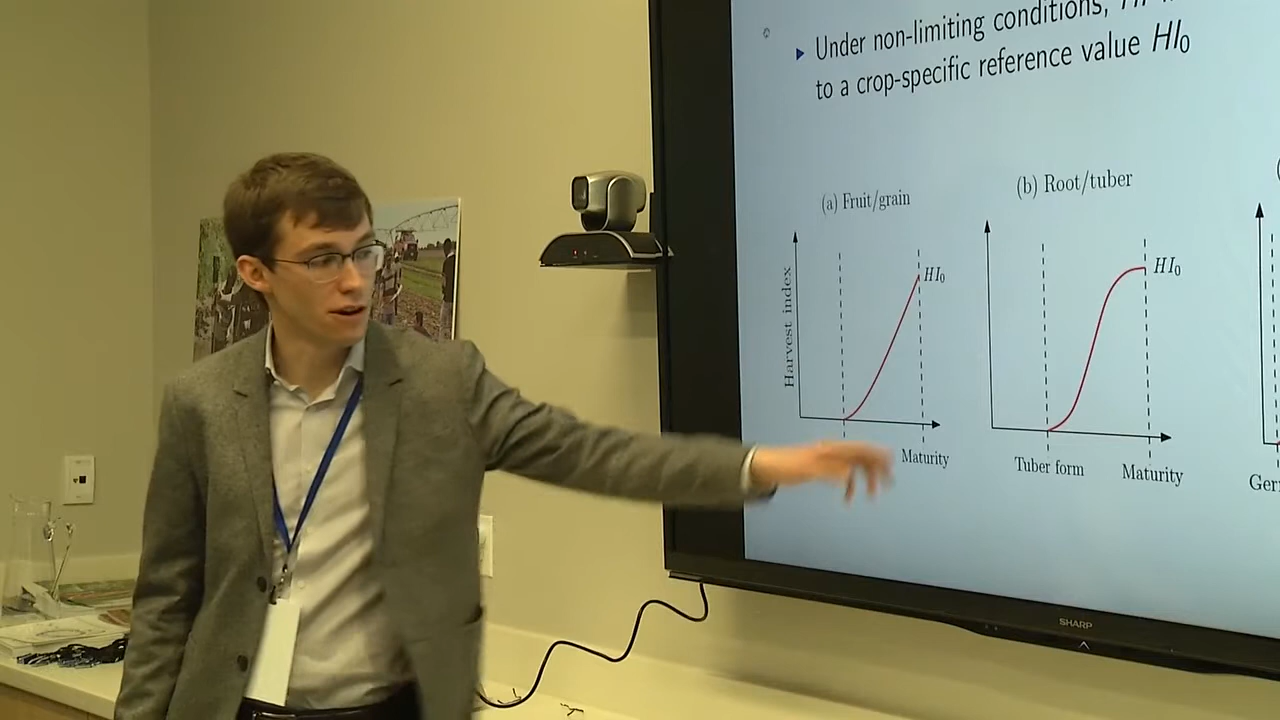 Under non-limiting conditions,
to a crop-specific reference value HI0
(a) Fruit/grain
(b) Root/tuber
Harvest index
HI0
HI0
Maturity
Tuber form
Maturity
SHARP